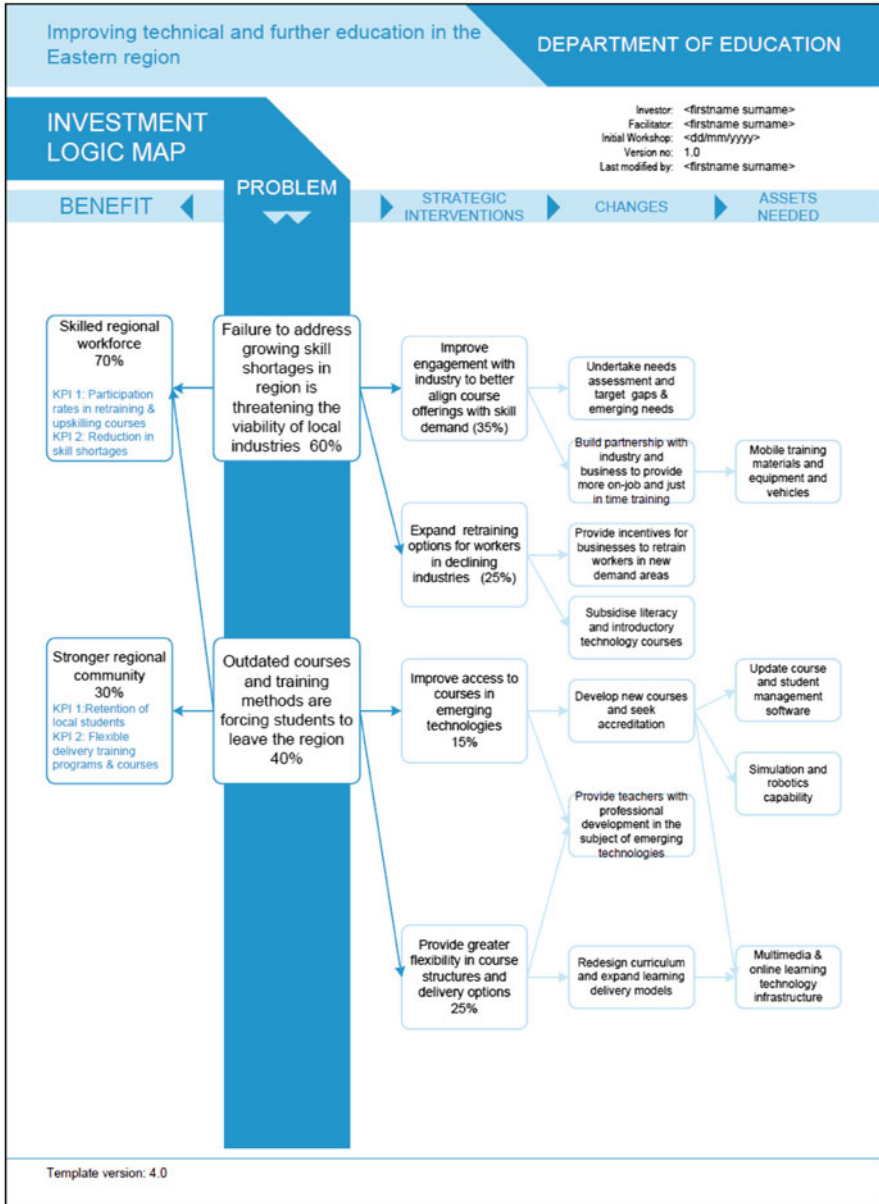 Improving technical and further education in the
Eastern region
DEPARTMENT OF EDUCATION
INVESTMENT
LOGIC MAP
Investor: <firstname surname>
Facilitator: <firstname surname>
Initial Workshop: <dd/mm/yyyy>
Version no: 1.0
Last modified by: <firstname surname>
BENEFIT
PROBLEM
STRATEGIC
INTERVENTIONS
CHANGES
ASSETS
NEEDED
Skilled regional
workforce
70%
KPI 1: Participation
rates in retraining &
upskilling courses
KPI 2: Reduction in
skill shortages
Failure to address
growing skill
shortages in
region is
threatening the
viability of local
industries 60%
Improve
engagement with
industry to better
align course
offerings with skill
demand (35%)
Undertake needs
assessment and
target gaps &
emerging needs
Build partnership with
industry and
business to provide
more on-job and just
in time training
Mobile training
materials and
equipment and
vehicles
Expand retraining
options for workers
in declining
industries (25%)
Provide incentives for
businesses to retrain
workers in new
demand areas
Subsidise literacy
and introductory
technology courses
Stronger regional
community
30%
KPI 1:Retention of
local students
KPI 2: Flexible
delivery training
programs & courses
Outdated courses
and training
methods are
forcing students to
leave the region
40%
Improve access to
courses in
emerging
technologies
15%
Develop new courses
and seek
accreditation
Update course
and student
management
software
Simulation and
robotics
capability
Provide teachers with
professional
development in the
subject of emerging
technologies
Provide greater
flexibility in course
structures and
delivery options
25%
Redesign curriculum
and expand learning
delivery models
Multimedia &
online learning
technology
infrastructure
Template version: 4.0